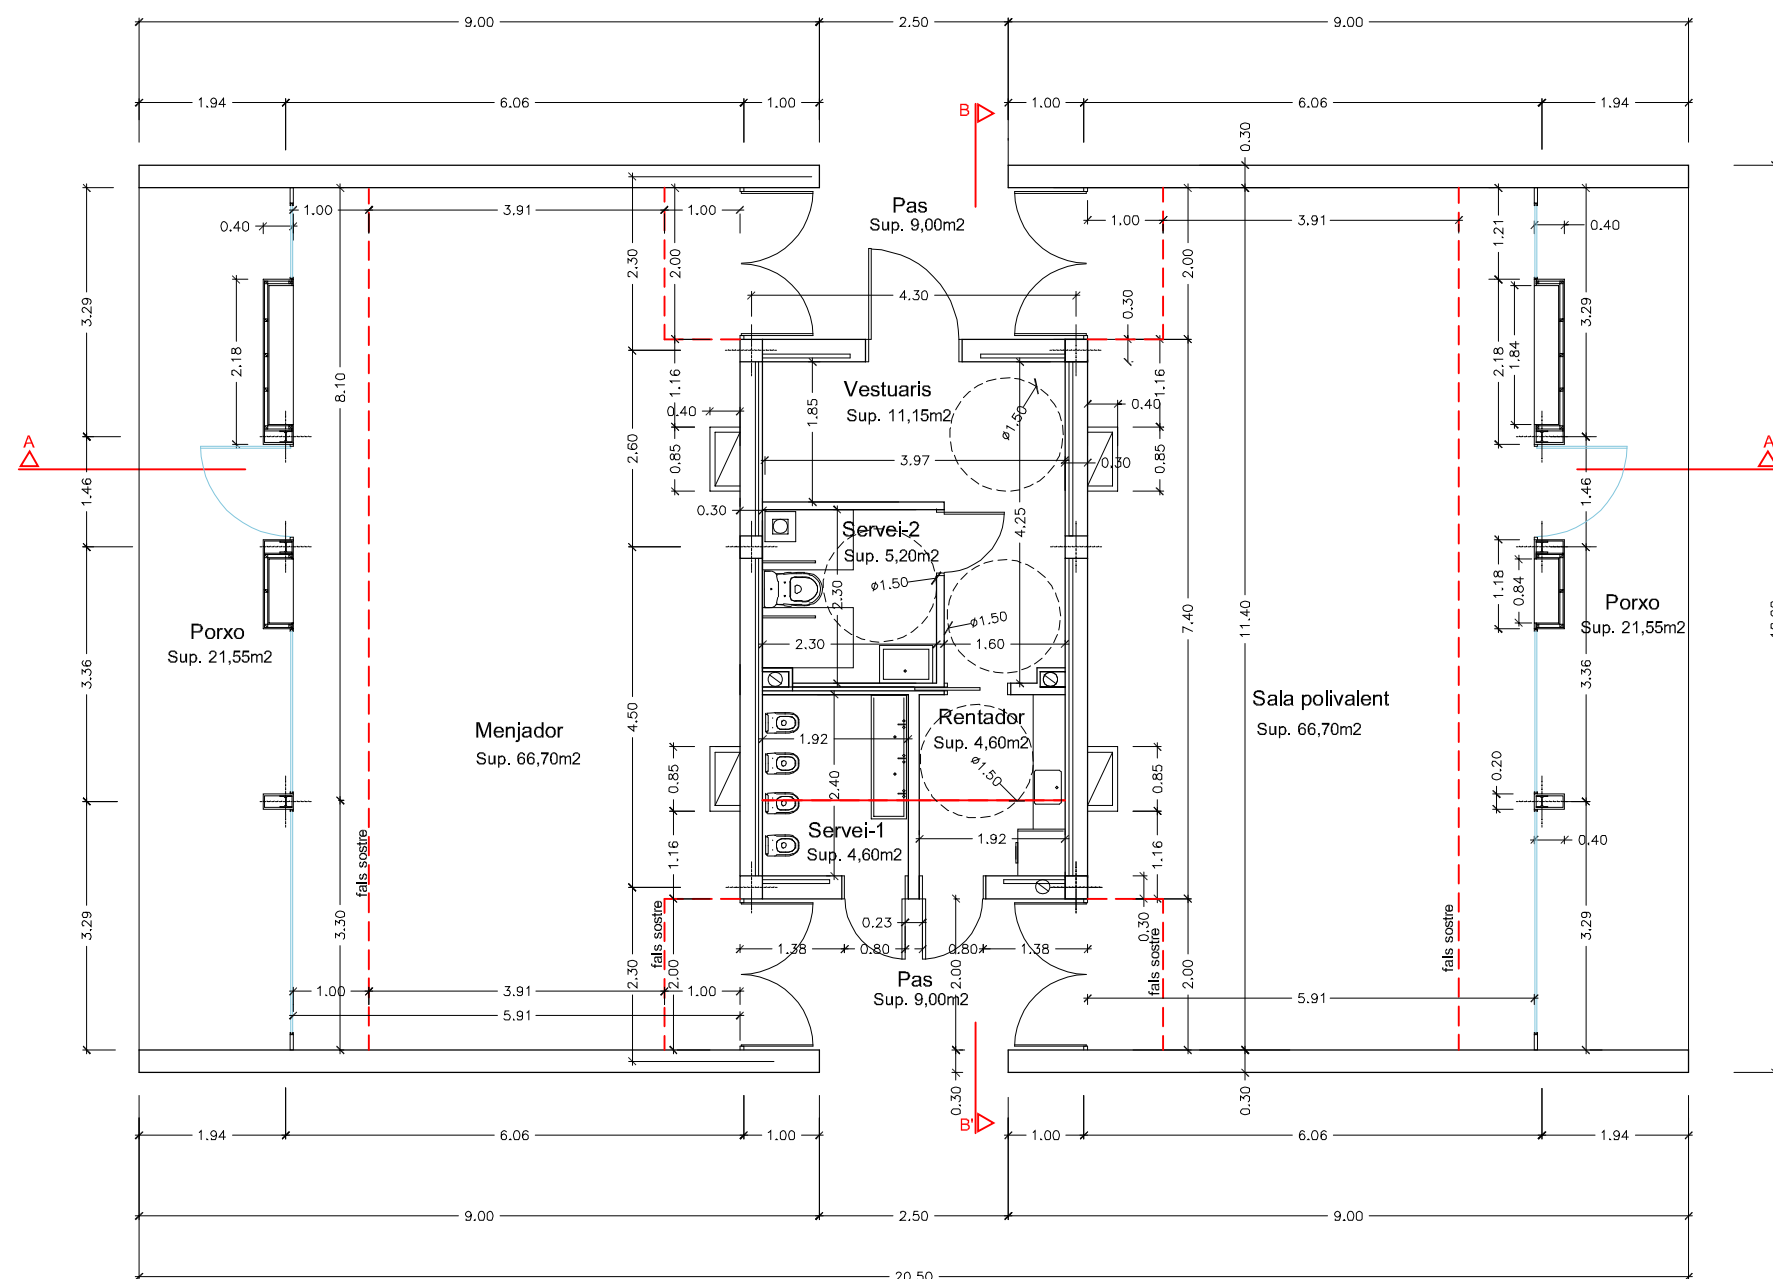 9.00
2.50
9.00
1.94
6.06
1.00
B
1.00
6.06
1.94
0.30
Pas
Sup. 9,00m2
1.00
3.91
1.00
0.40
1.00
3.91
0.40
1.21
3.29
2.30
2.00
2.00
3.29
4.30
0.30
2.18
8.10
1.16
1.16
2.18
1.84
Vestuaris
Sup. 11,15m2
1.85
ø1.50
0.40
0.40
A
2.60
0.85
3.97
0.30
0.85
A
1.46
1.46
0.30
Servei-2
Sup. 5,20m2
4.25
ø1.50
2.30
1.18
0.84
Porxo
Sup. 21,55m2
ø1.50
2.30
1.60
7.40
11.40
Porxo
Sup. 21,55m2
3.36
3.36
Menjador
Sup. 66,70m2
4.50
1.92
Rentador
Sup. 4,60m2
Sala polivalent
Sup. 66,70m2
0.85
2.40
ø1.50
0.85
0.20
Servei-1
Sup. 4,60m2
1.92
0.40
fals sostre
1.16
1.16
3.29
3.30
0.23
0.30
3.29
fals sostre
1.38
0.80
0.80
1.38
fals sostre
fals sostre
2.30
2.00
2.00
2.00
Pas
Sup. 9,00m2
1.00
3.91
1.00
5.91
5.91
0.30
0.30
B'
1.94
6.06
1.00
1.00
6.06
1.94
9.00
2.50
9.00
20.50